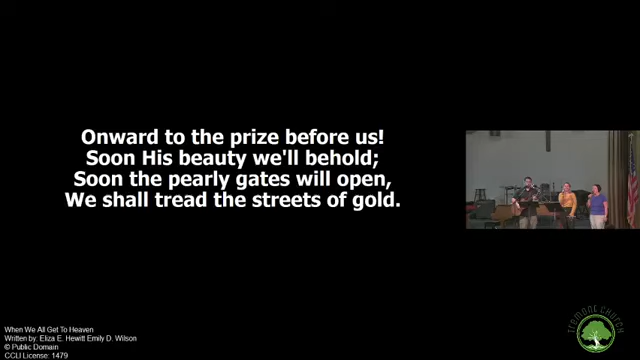 Onward to the prize before us!
Soon His beauty we'll behold;
Soon the pearly gates will open,
We shall tread the streets of gold.
When We All Get To Heaven
Written by: Eliza E. Hewitt Emily D. Wilson
© Public Domain
CCLI License: 1479
TREMONT CHURCH